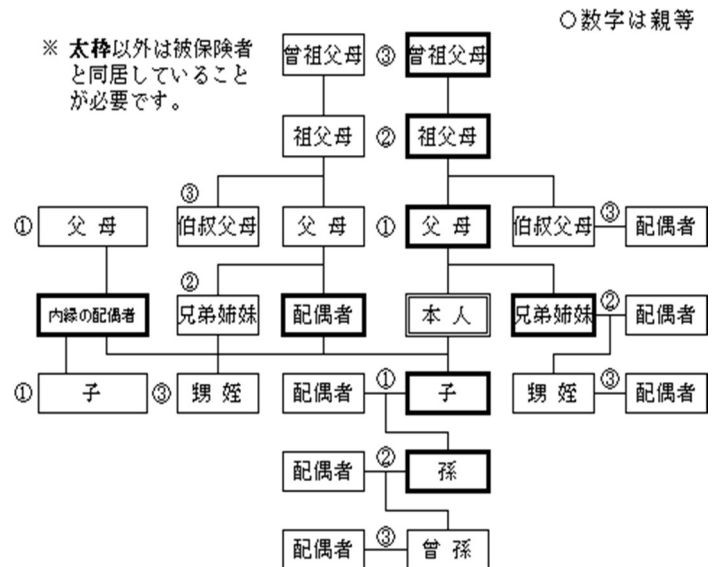 ○数字は親等
※ 太枠以外は被保険者
と同居していること
が必要です。
曾祖父母 ③ 曾祖父母
祖父母 ② 祖父母
③
① 父 母 伯叔父母 父 母 ① 父 母 伯叔父母 ③ 配偶者
②
内縁の配偶者 兄弟姉妹 配偶者 本 人 兄弟姉妹 ② 配偶者
① 子 ③ 甥 姪 配偶者 ① 子 甥 姪 ③ 配偶者
配偶者 ② 孫
配偶者 ③ 曾 孫